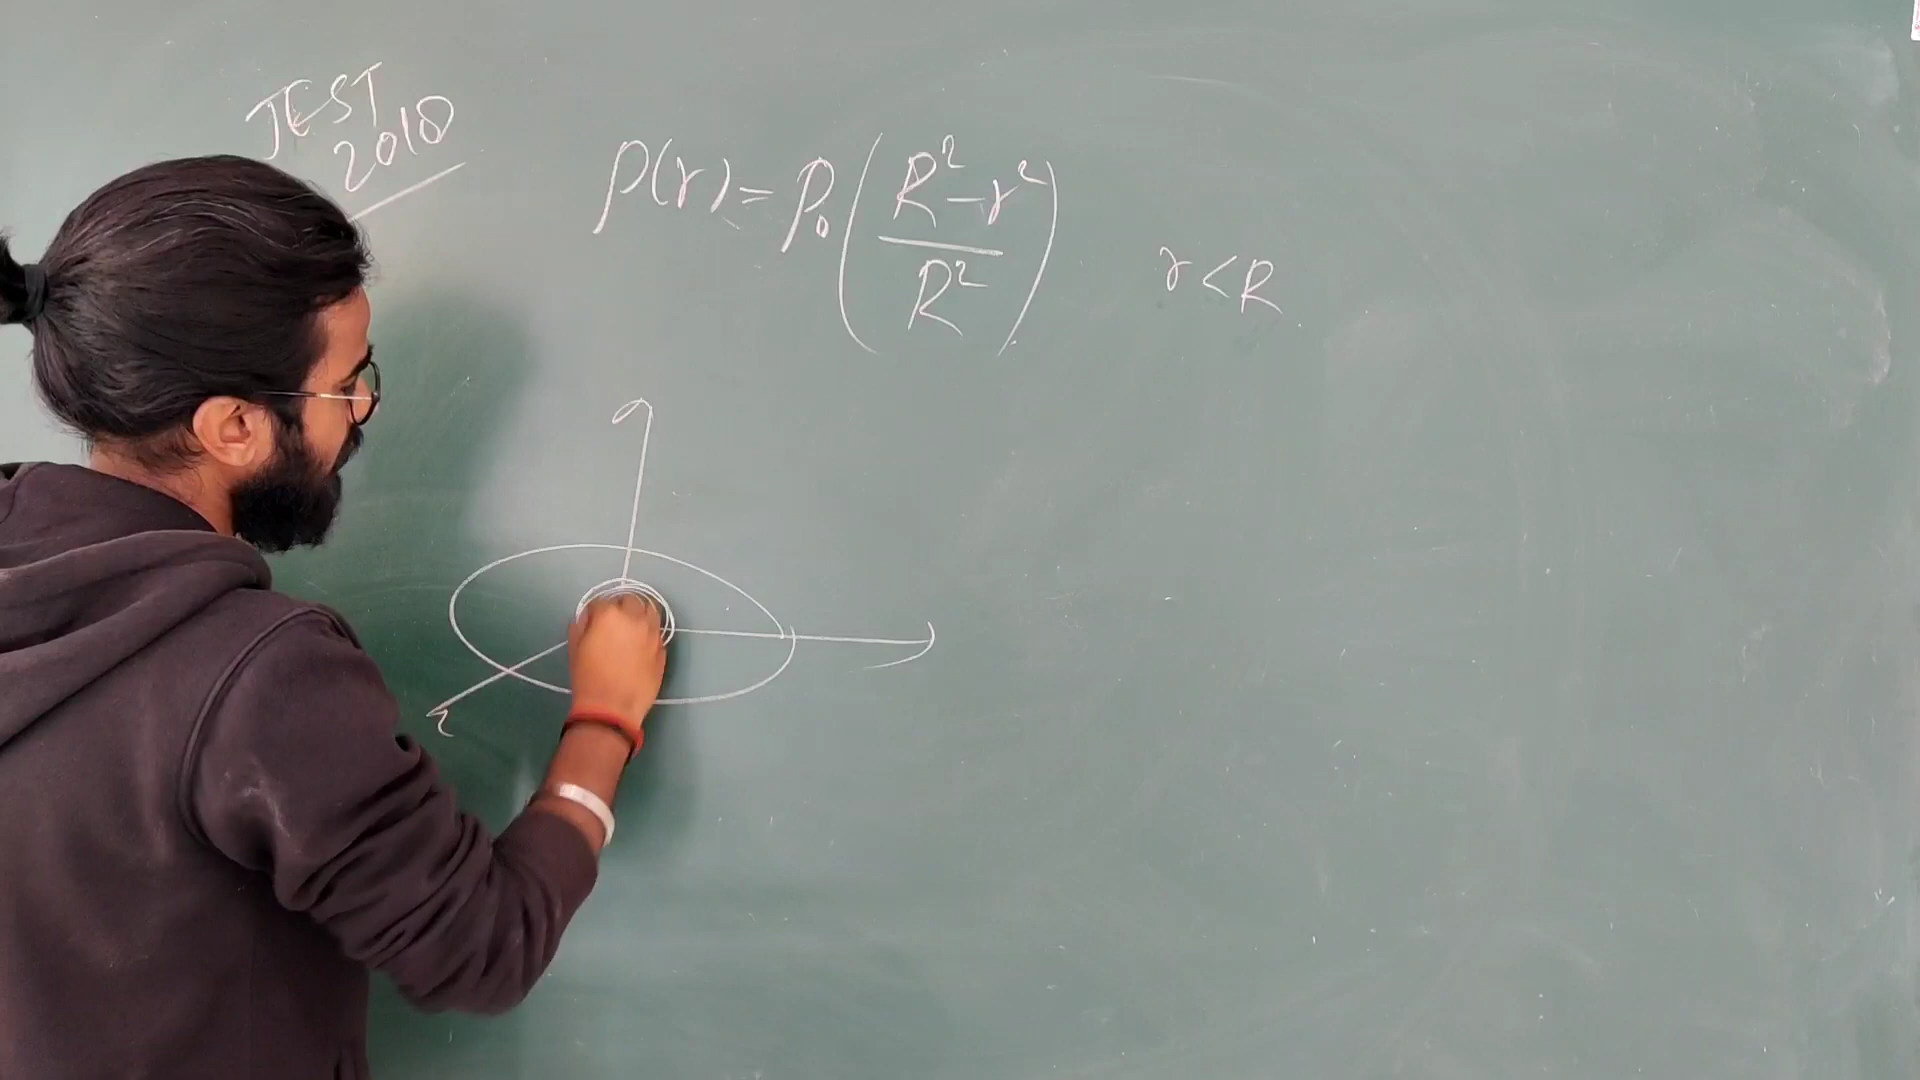 JEST
2018
ρ(r) = ρ₀ ( (R² - r²) / R² ) r < R